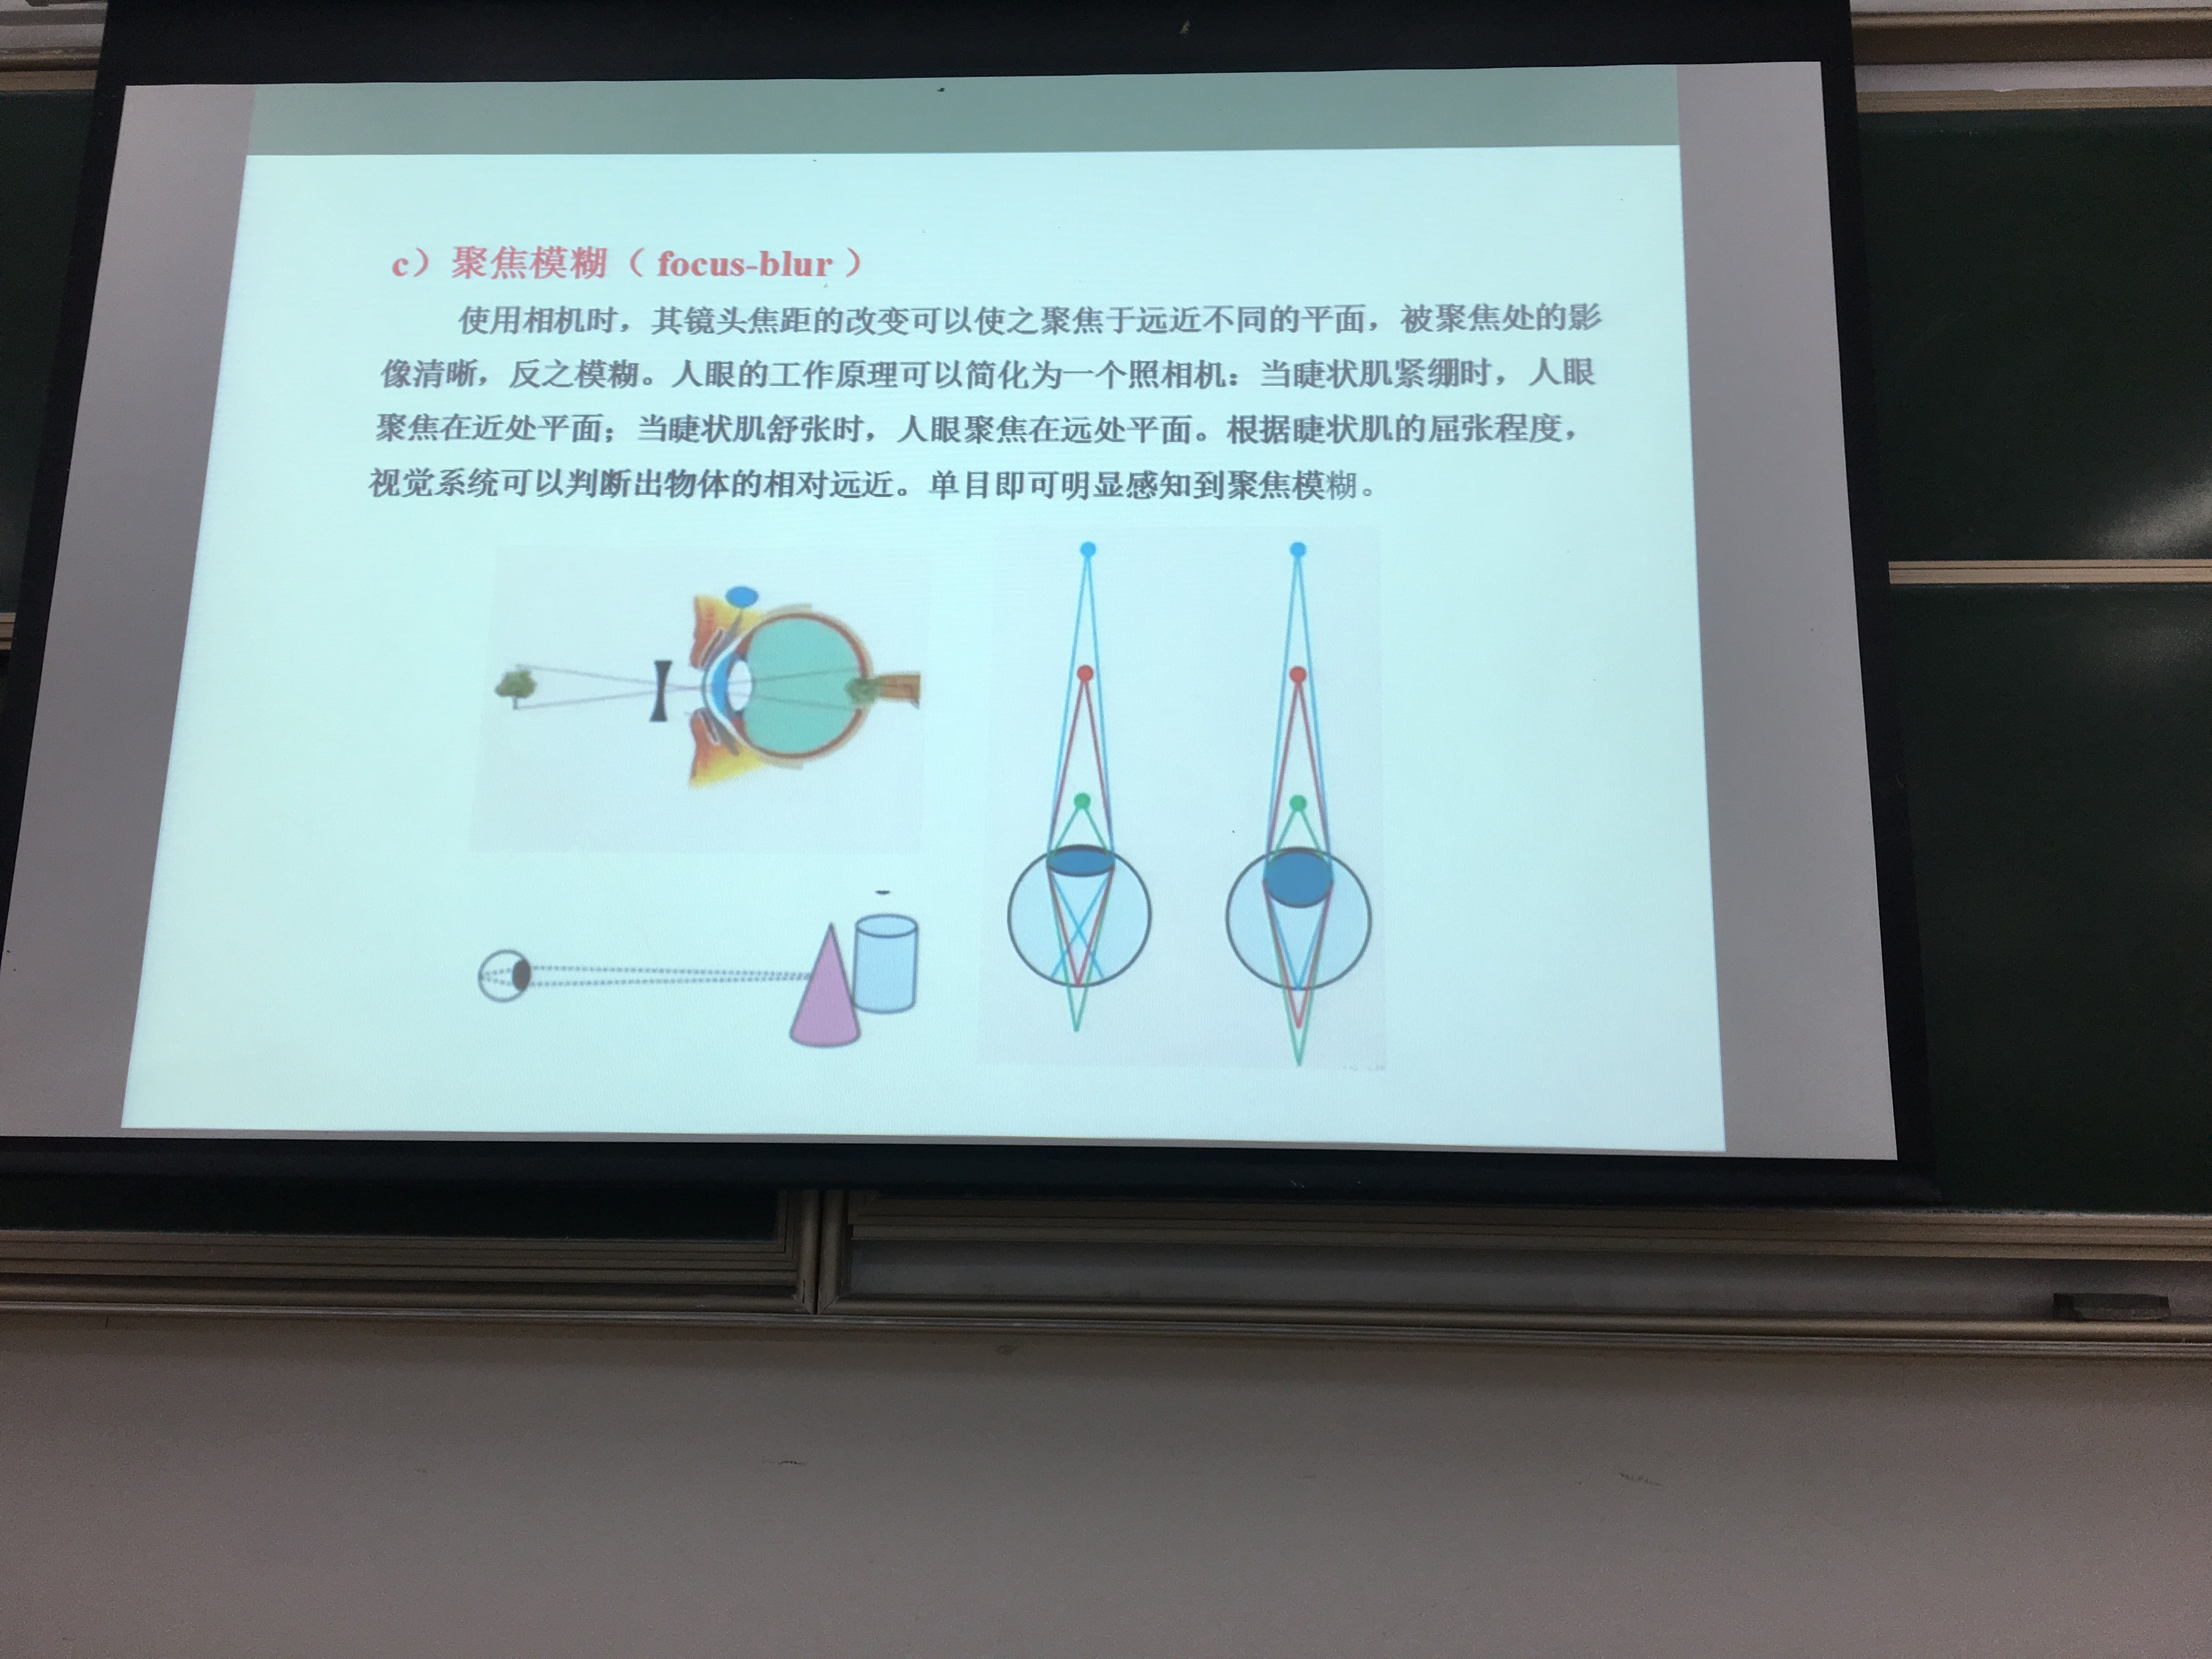 c）聚焦模糊（ focus-blur ）
使用相机时，其镜头焦距的改变可以使之聚焦于远近不同的平面，被聚焦处的影
像清晰，反之模糊。人眼的工作原理可以简化为一个照相机：当睫状肌紧绷时，人眼
聚焦在近处平面；当睫状肌舒张时，人眼聚焦在远处平面。根据睫状肌的屈张程度，
视觉系统可以判断出物体的相对远近。单目即可明显感知到聚焦模糊。